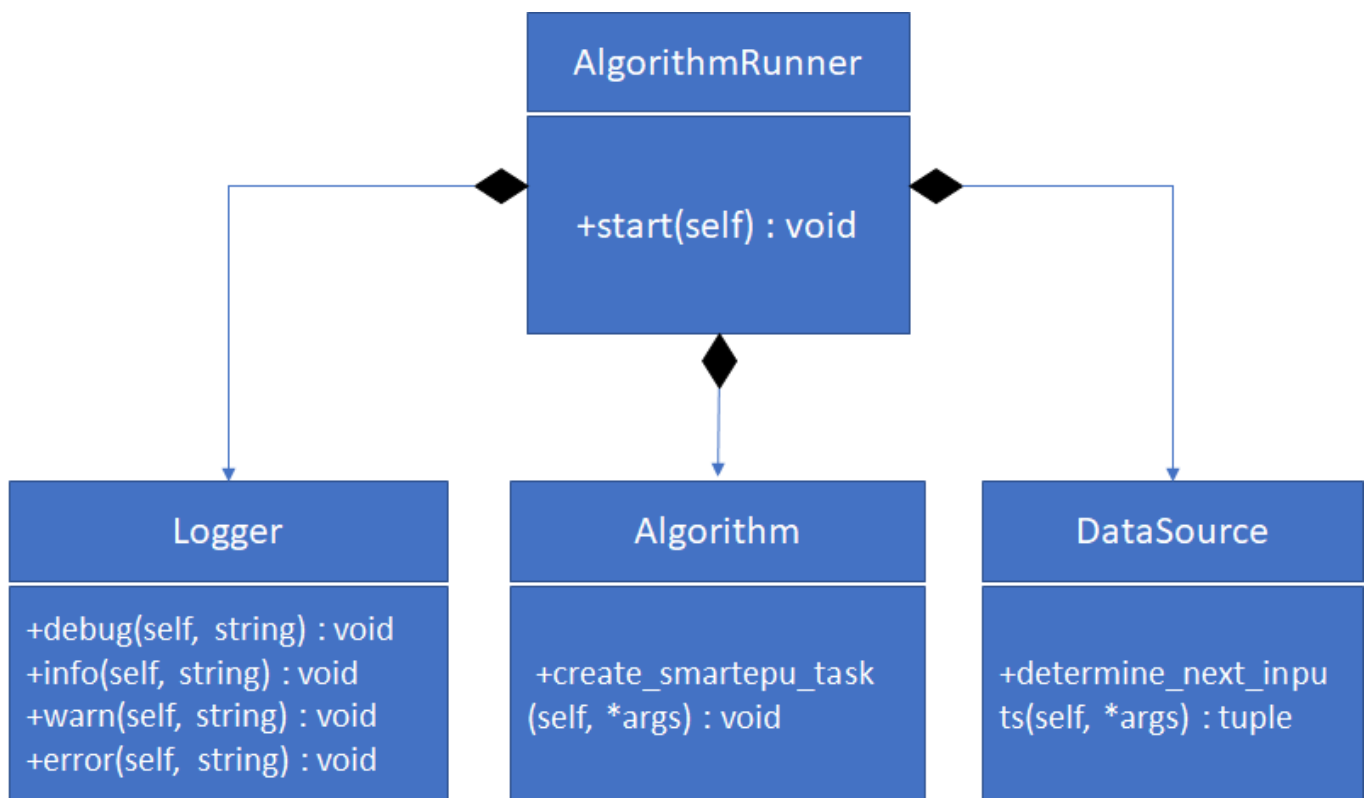 AlgorithmRunner
+start(self) : void
Logger
+debug(self, string) : void
+info(self, string) : void
+warn(self, string) : void
+error(self, string) : void
Algorithm
+create_smartepu_task
(self, *args) : void
DataSource
+determine_next_inpu
ts(self, *args) : tuple